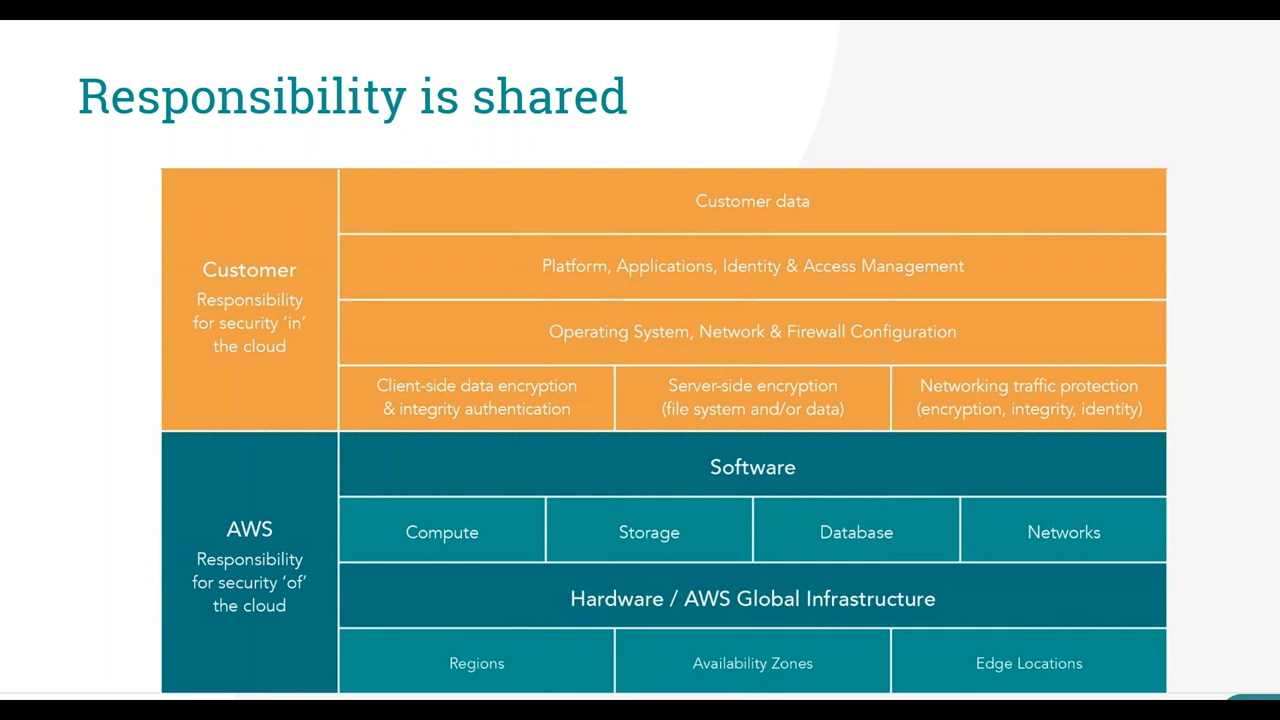 Responsibility is shared
Customer
Responsibility
for security ‘in’
the cloud
Customer data
Platform, Applications, Identity & Access Management
Operating System, Network & Firewall Configuration
Client-side data encryption
& integrity authentication
Server-side encryption
(file system and/or data)
Networking traffic protection
(encryption, integrity, identity)
AWS
Responsibility
for security ‘of’
the cloud
Software
Compute
Storage
Database
Networks
Hardware / AWS Global Infrastructure
Regions
Availability Zones
Edge Locations